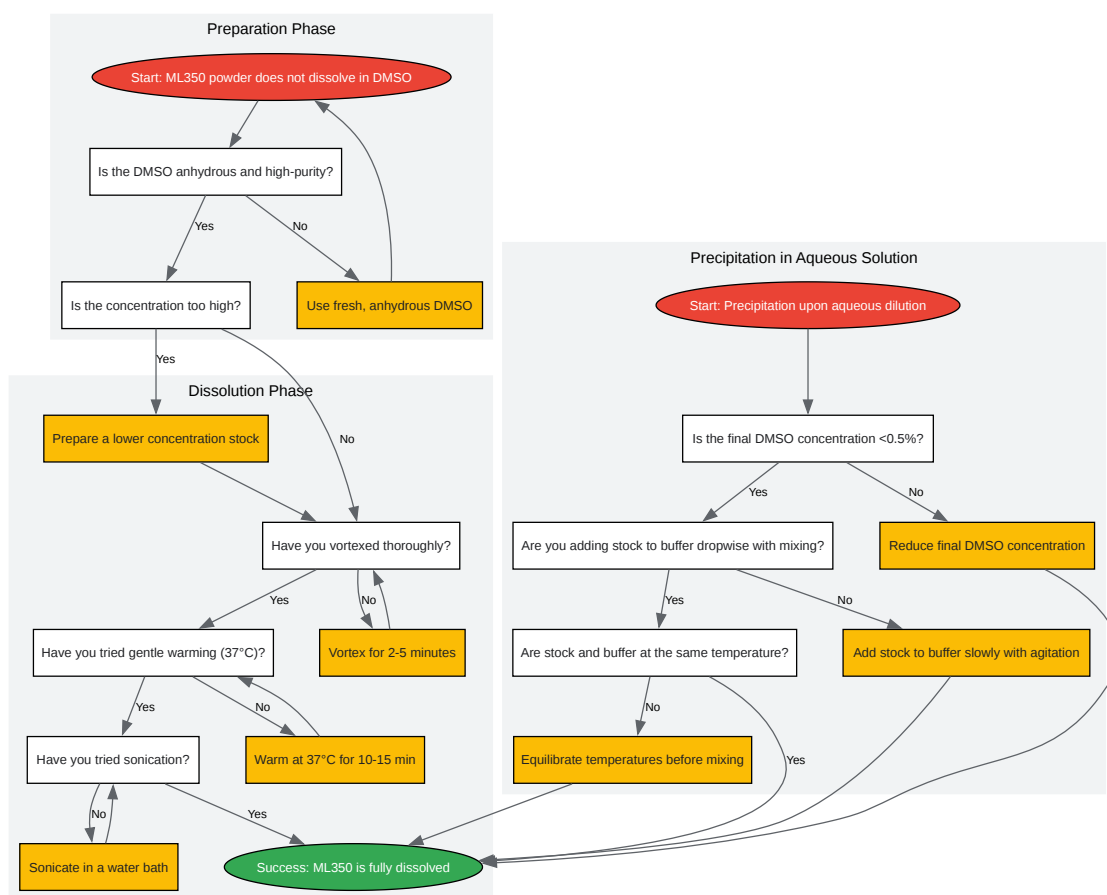 Preparation Phase
Start: ML350 powder does not dissolve in DMSO
Is the DMSO anhydrous and high-purity?
Yes
No
Is the concentration too high?
Use fresh, anhydrous DMSO
Yes
No
Dissolution Phase
Prepare a lower concentration stock
Have you vortexed thoroughly?
Yes
No
Have you tried gentle warming (37°C)?
Vortex for 2-5 minutes
Yes
No
Have you tried sonication?
Warm at 37°C for 10-15 min
No
Yes
Sonicate in a water bath
Success: ML350 is fully dissolved
Precipitation in Aqueous Solution
Start: Precipitation upon aqueous dilution
Is the final DMSO concentration <0.5%?
Yes
No
Are you adding stock to buffer dropwise with mixing?
Reduce final DMSO concentration
Yes
No
Are stock and buffer at the same temperature?
Add stock to buffer slowly with agitation
No
Yes
Equilibrate temperatures before mixing